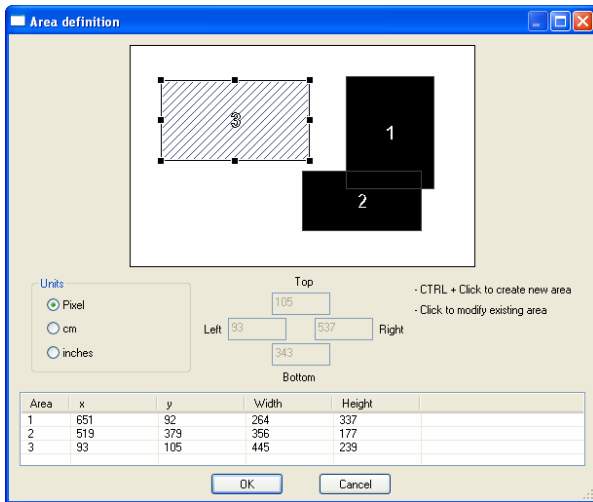 Area definition
3
1
2
Units
Pixel
cm
inches
Top
105
Left 93 537 Right
343
Bottom
- CTRL + Click to create new area
- Click to modify existing area
Area x y Width Height
1 651 92 264 337
2 519 379 356 177
3 93 105 445 239
OK Cancel